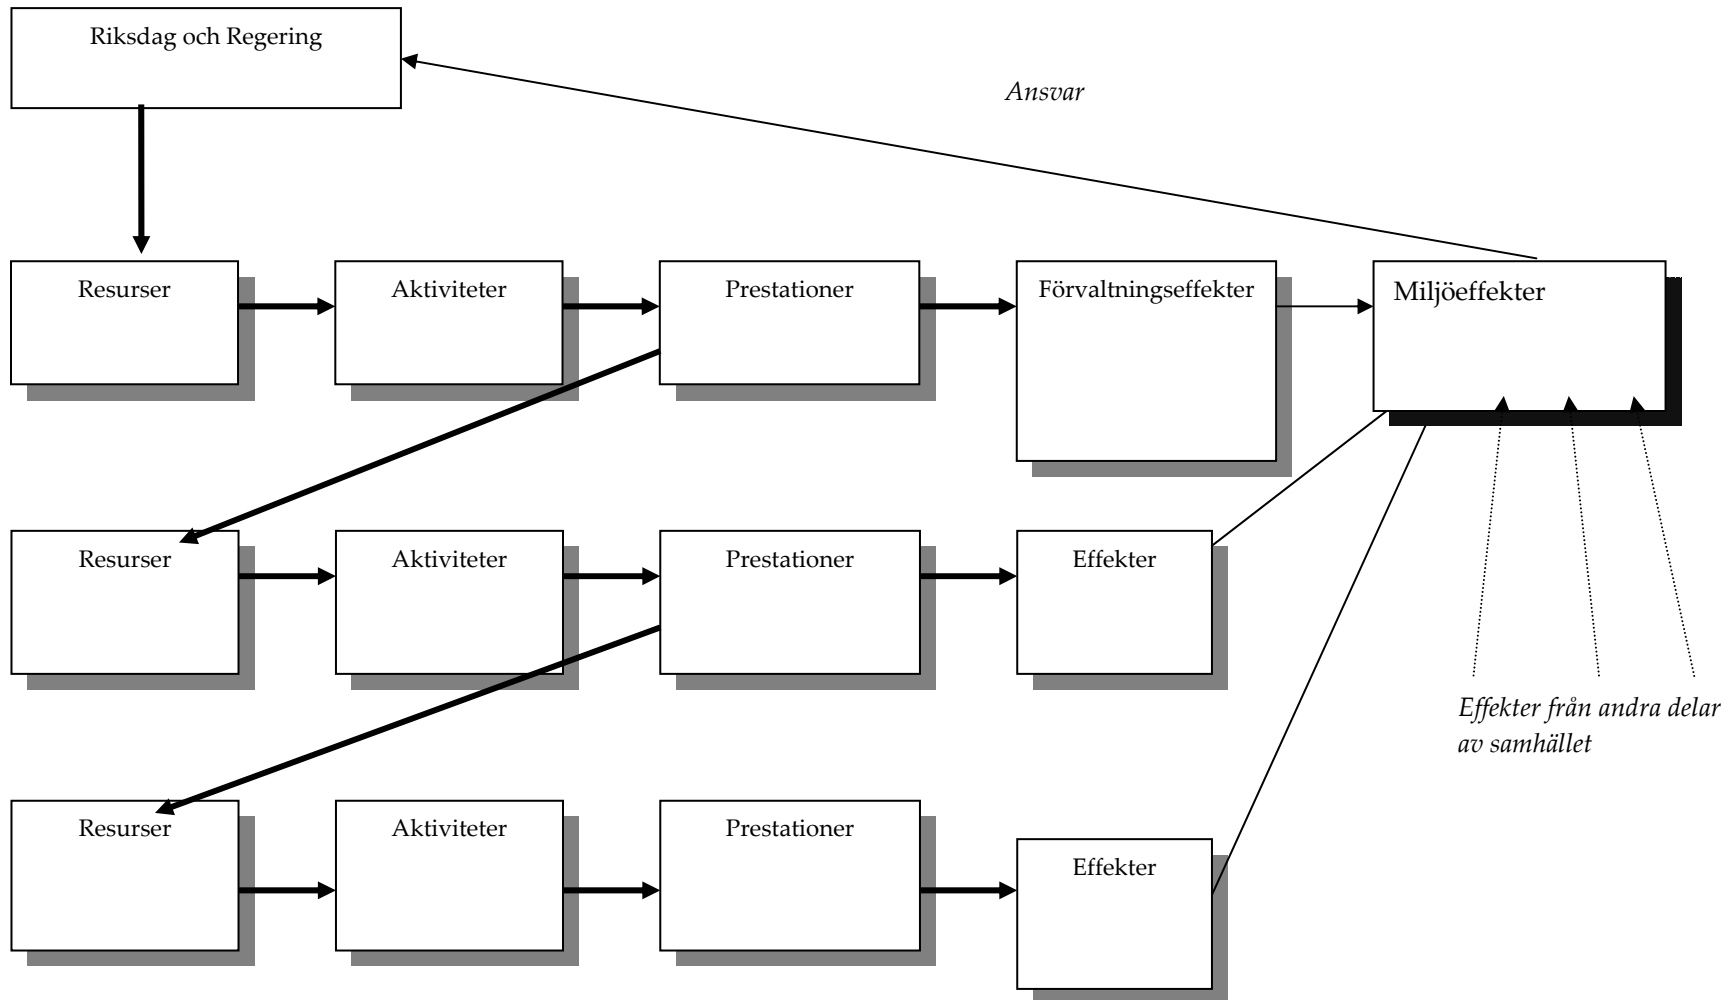 Riksdag och Regering
Ansvar
Resurser
Aktiviteter
Prestationer
Förvaltningseffekter
Miljöeffekter
Resurser
Aktiviteter
Prestationer
Effekter
Effekter från andra delar
av samhället
Resurser
Aktiviteter
Prestationer
Effekter